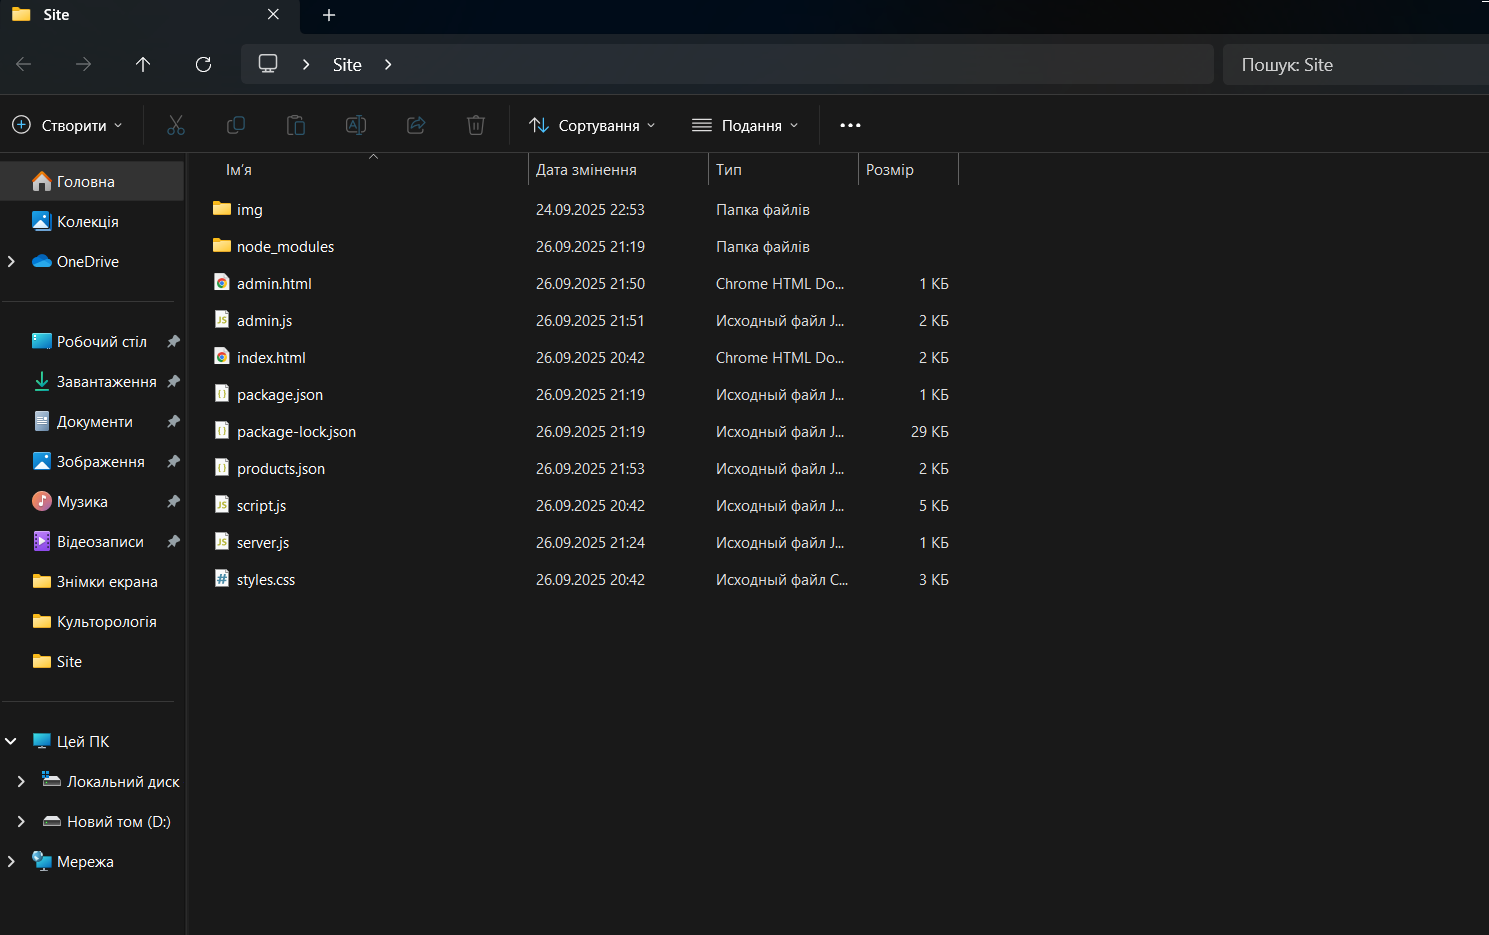 Site
Site
Пошук: Site
Створити
Сортування
Подання
Ім'я
Дата змінення
Тип
Розмір
Головна
Колекція
OneDrive
Робочий стіл
Завантаження
Документи
Зображення
Музика
Відеозаписи
Знімки екрана
Культорологія
Site
Цей ПК
Локальний диск
Новий том (D:)
Мережа
img 24.09.2025 22:53 Папка файлів
node_modules 26.09.2025 21:19 Папка файлів
admin.html 26.09.2025 21:50 Chrome HTML Do... 1 КБ
admin.js 26.09.2025 21:51 Исходный файл J... 2 КБ
index.html 26.09.2025 20:42 Chrome HTML Do... 2 КБ
package.json 26.09.2025 21:19 Исходный файл J... 1 КБ
package-lock.json 26.09.2025 21:19 Исходный файл J... 29 КБ
products.json 26.09.2025 21:53 Исходный файл J... 2 КБ
script.js 26.09.2025 20:42 Исходный файл J... 5 КБ
server.js 26.09.2025 21:24 Исходный файл J... 1 КБ
styles.css 26.09.2025 20:42 Исходный файл C... 3 КБ